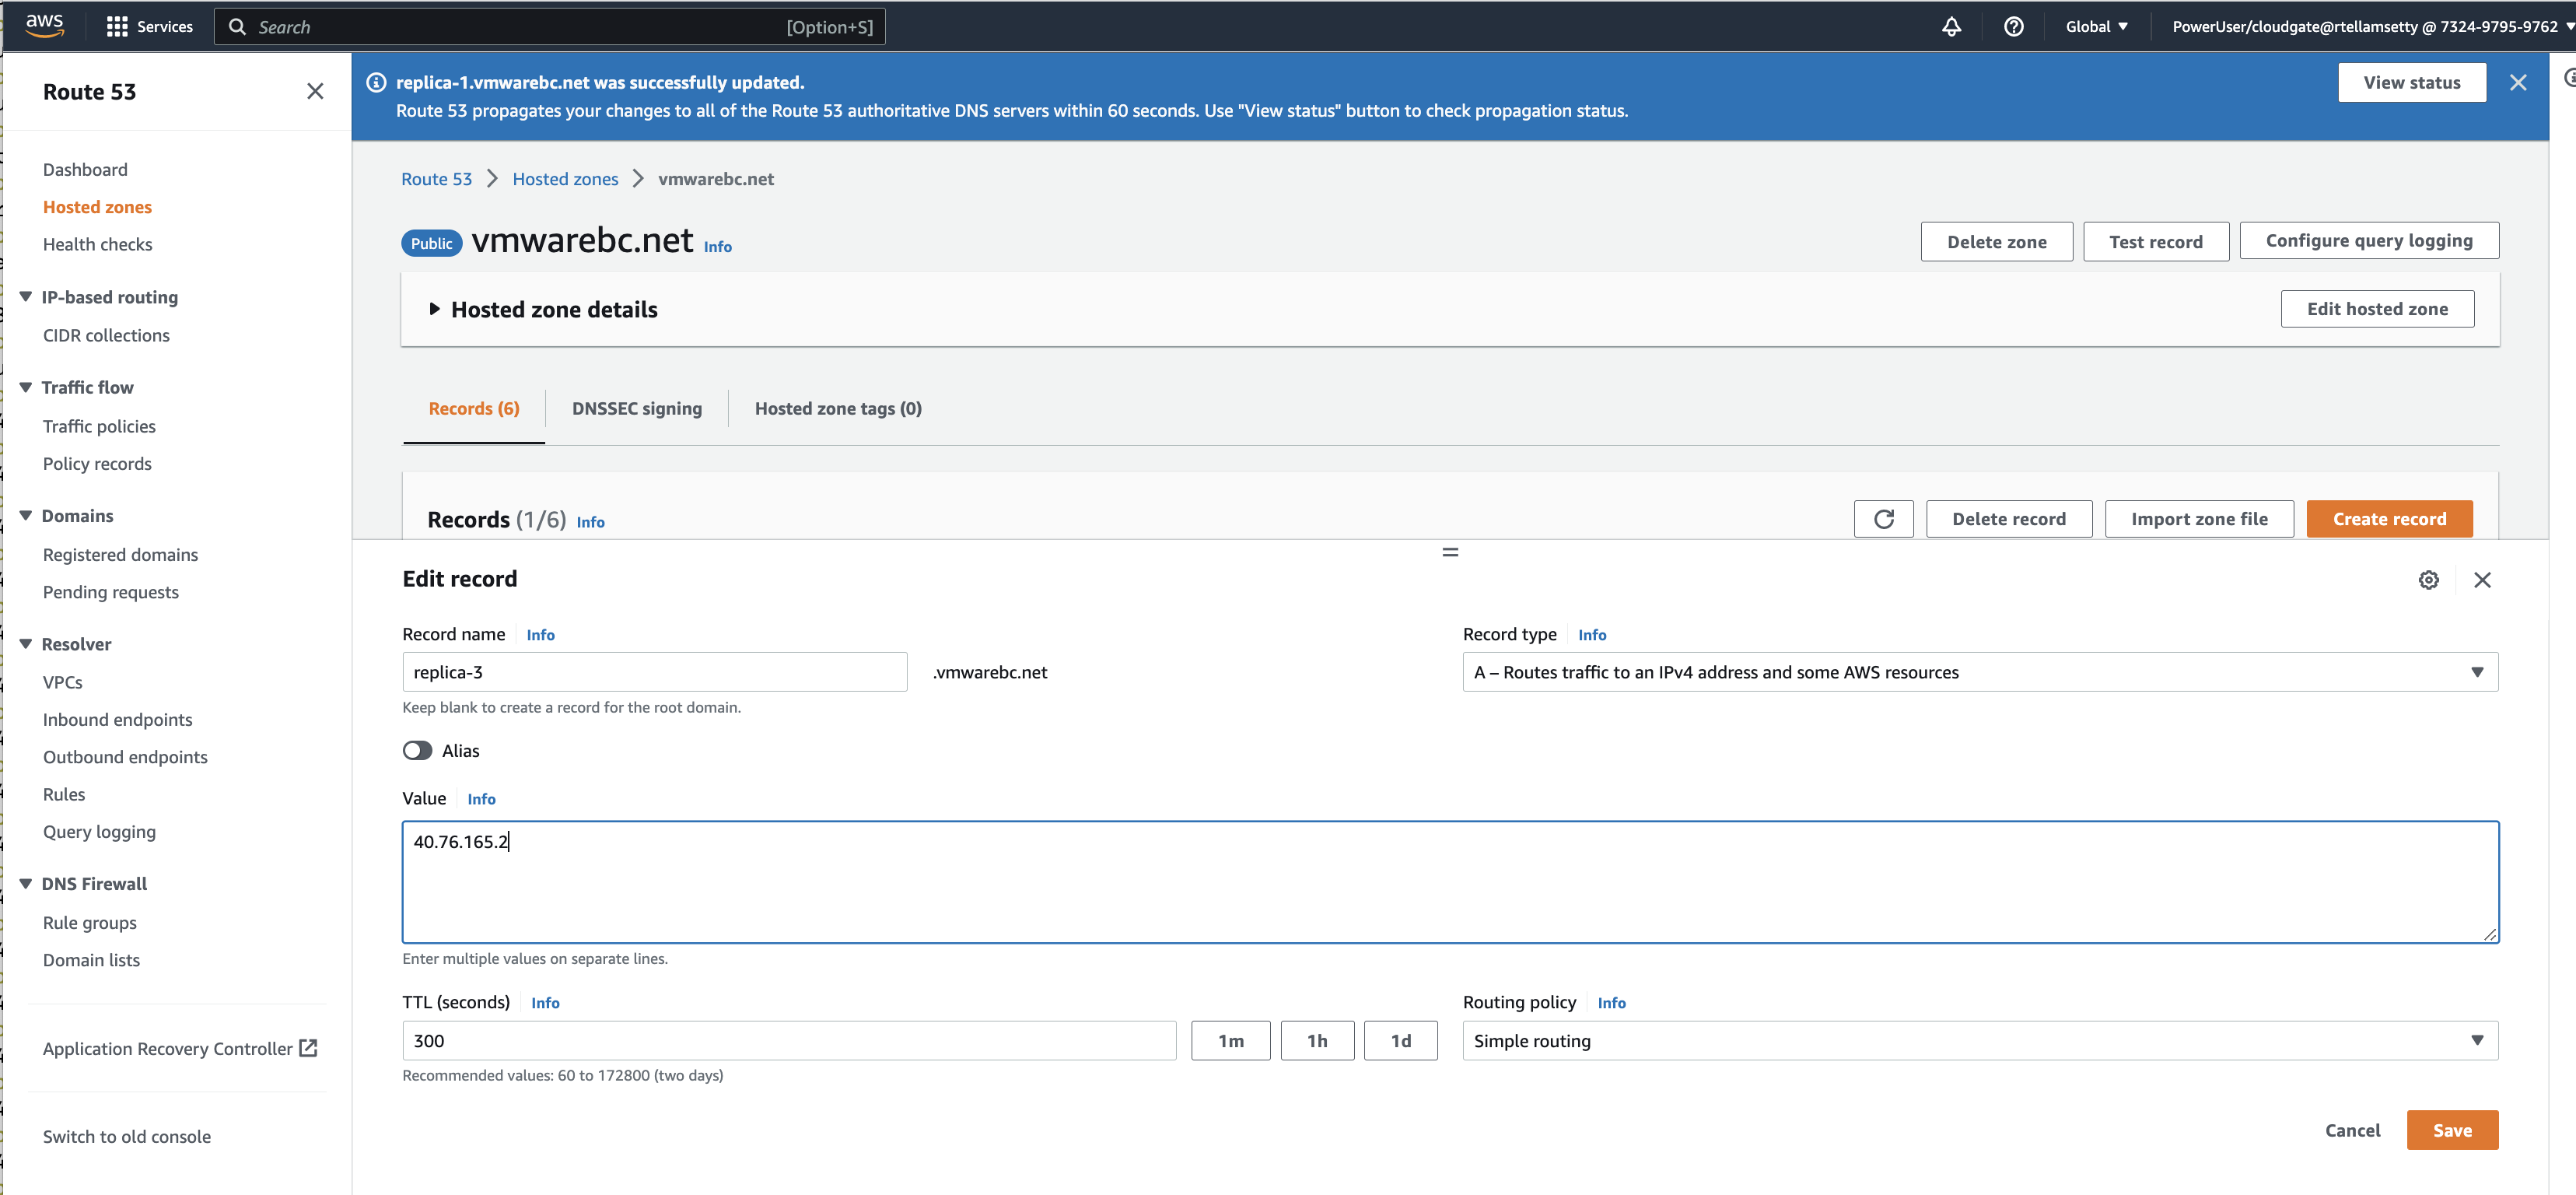 aws
Services
Search
[Option+S]
Global
PowerUser/cloudgate@rtellamsetty @ 7324-9795-9762
Route 53
Dashboard
Hosted zones
Health checks
IP-based routing
CIDR collections
Traffic flow
Traffic policies
Policy records
Domains
Registered domains
Pending requests
Resolver
VPCs
Inbound endpoints
Outbound endpoints
Rules
Query logging
DNS Firewall
Rule groups
Domain lists
Application Recovery Controller
Switch to old console
replica-1.vmwarebc.net was successfully updated.
Route 53 propagates your changes to all of the Route 53 authoritative DNS servers within 60 seconds. Use "View status" button to check propagation status.
View status
Route 53 Hosted zones vmwarebc.net
Public vmwarebc.net Info
Delete zone
Test record
Configure query logging
Hosted zone details
Edit hosted zone
Records (6)
DNSSEC signing
Hosted zone tags (0)
Records (1/6) Info
Delete record
Import zone file
Create record
Edit record
Record name Info
replica-3
.vmwarebc.net
Keep blank to create a record for the root domain.
Record type Info
A – Routes traffic to an IPv4 address and some AWS resources
Alias
Value Info
40.76.165.2
Enter multiple values on separate lines.
TTL (seconds) Info
300
1m
1h
1d
Recommended values: 60 to 172800 (two days)
Routing policy Info
Simple routing
Cancel
Save